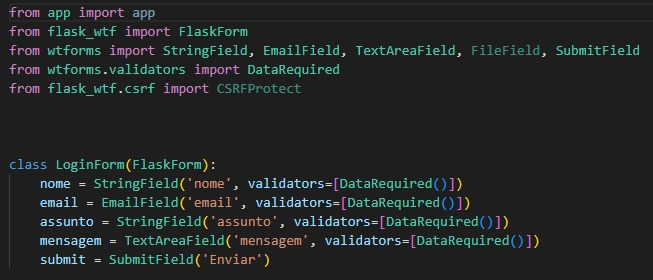 from app import app
from flask_wtf import FlaskForm
from wtforms import StringField, EmailField, TextAreaField, FileField, SubmitField
from wtforms.validators import DataRequired
from flask_wtf.csrf import CSRFProtect
class LoginForm(FlaskForm):
nome = StringField('nome', validators=[DataRequired()])
email = EmailField('email', validators=[DataRequired()])
assunto = StringField('assunto', validators=[DataRequired()])
mensagem = TextAreaField('mensagem', validators=[DataRequired()])
submit = SubmitField('Enviar')